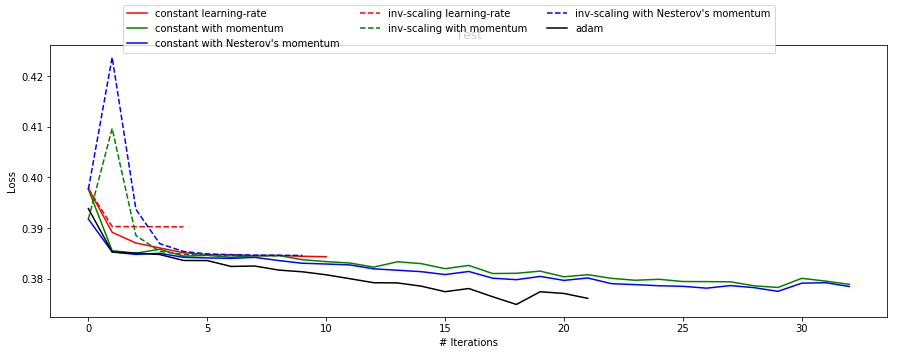 constant learning-rate
constant with momentum
constant with Nesterov's momentum
inv-scaling learning-rate
inv-scaling with momentum
inv-scaling with Nesterov's momentum
adam
Test
Loss
0.42
0.41
0.40
0.39
0.38
0 5 10 15 20 25 30
# Iterations